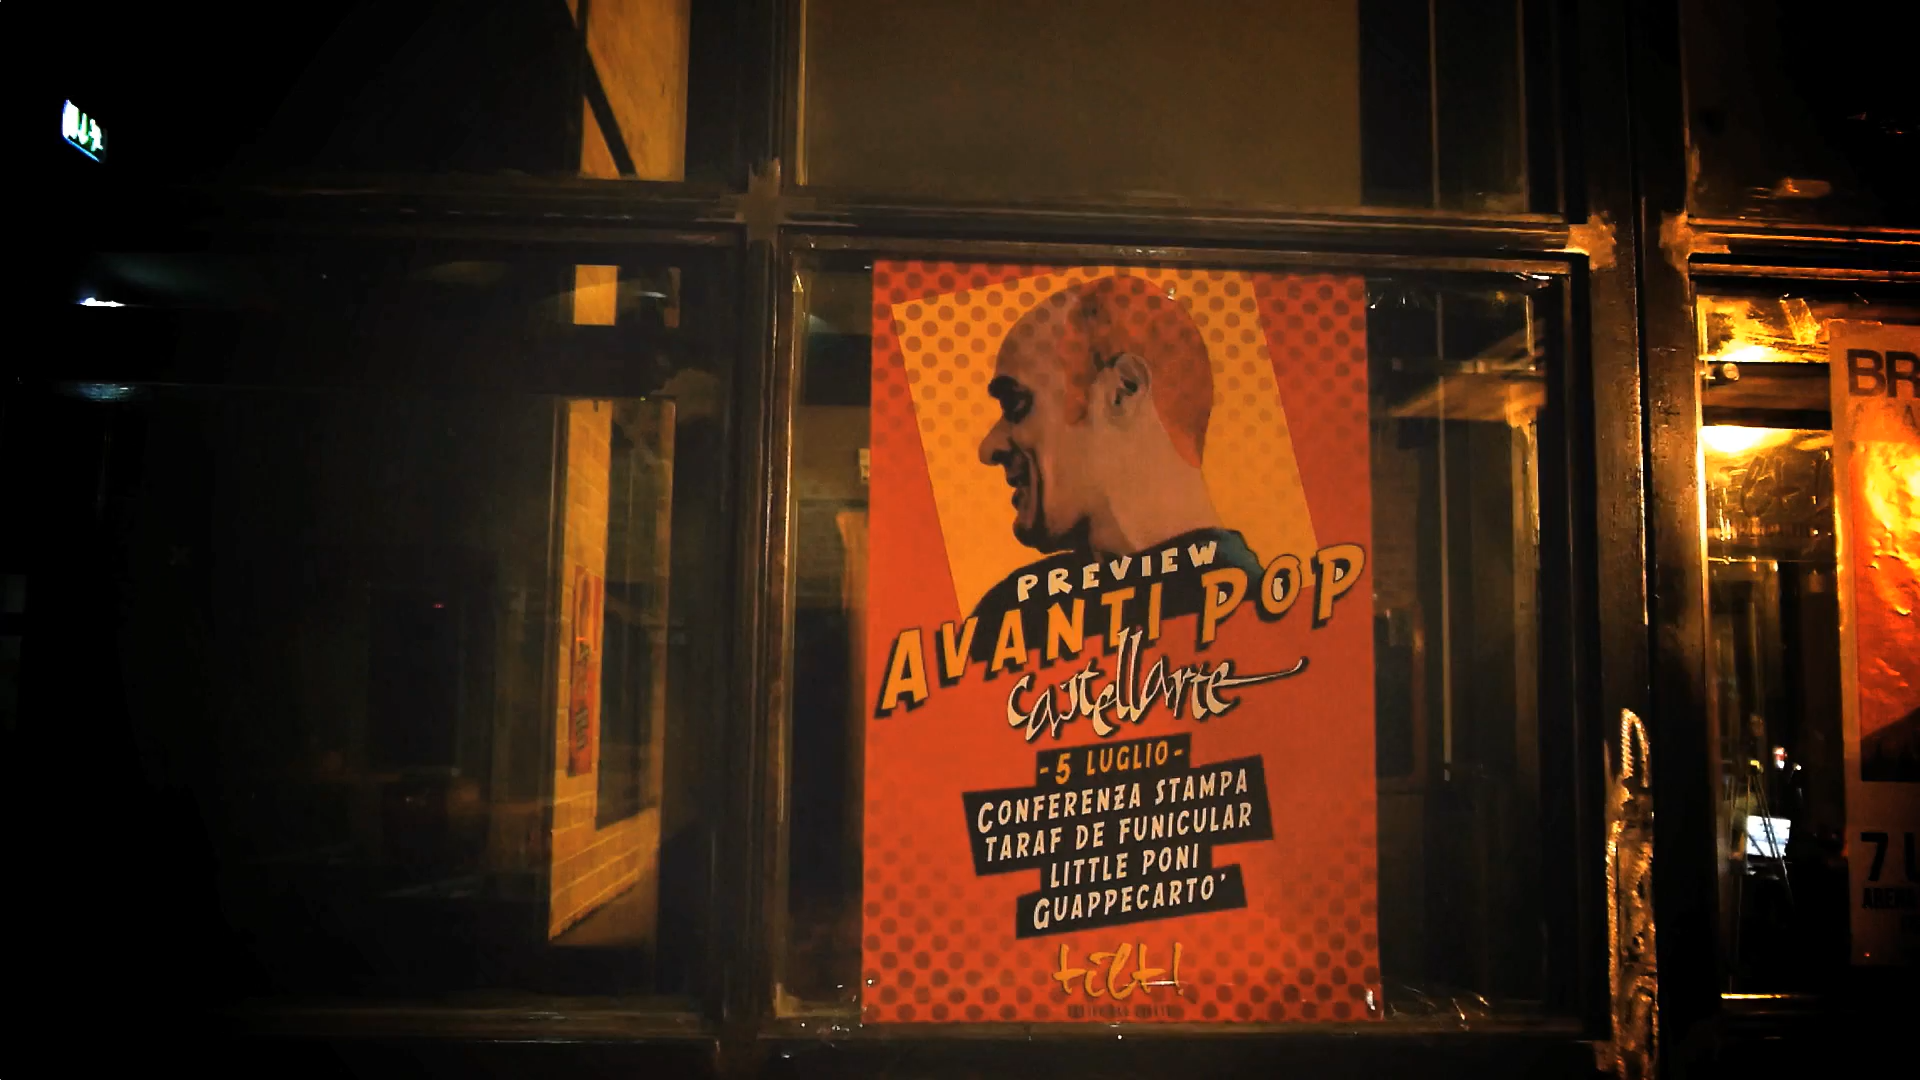 PREVIEW
AVANTI POP
castellarte
-5 LUGLIO-
CONFERENZA STAMPA
TARAF DE FUNICULAR
LITTLE PONI
GUAPPECARTO'
tilt!
BR
7